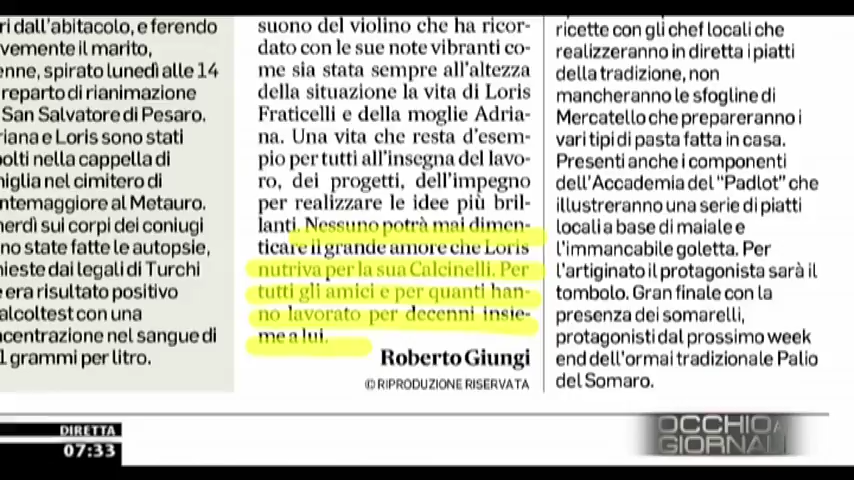 ri dall'abitacolo, e ferendo
vemente il marito,
enne, spirato lunedì alle 14
reparto di rianimazione
San Salvatore di Pesaro.
riana e Loris sono stati
polti nella cappella di
niglia nel cimitero di
ntemaggiore al Metauro.
nerdì sui corpi dei coniugi
no state fatte le autopsie,
hieste dai legali di Turchi
e era risultato positivo
alcoltest con una
ncentrazione nel sangue di
1 grammi per litro.
suono del violino che ha ricor-
dato con le sue note vibranti co-
me sia stata sempre all'altezza
della situazione la vita di Loris
Fraticelli e della moglie Adria-
na. Una vita che resta d'esem-
pio per tutti all'insegna del lavo-
ro, dei progetti, dell'impegno
per realizzare le idee più bril-
lanti. Nessuno potrà mai dimen-
ticare il grande amore che Loris
nutriva per la sua Calcinelli. Per
tutti gli amici e per quanti han-
no lavorato per decenni insie-
me a lui.
Roberto Giungi
© RIPRODUZIONE RISERVATA
ricette con gli chef locali che
realizzeranno in diretta i piatti
della tradizione, non
mancheranno le sfogline di
Mercatello che prepareranno i
vari tipi di pasta fatta in casa.
Presenti anche i componenti
dell'Accademia del "Padlot" che
illustreranno una serie di piatti
locali a base di maiale e
l'immancabile goletta. Per
l'artiginato il protagonista sarà il
tombolo. Gran finale con la
presenza dei somarelli,
protagonisti dal prossimo week
end dell'ormai tradizionale Palio
del Somaro.
DIRETTA
07:33
OCCHIO AI
GIORNALI